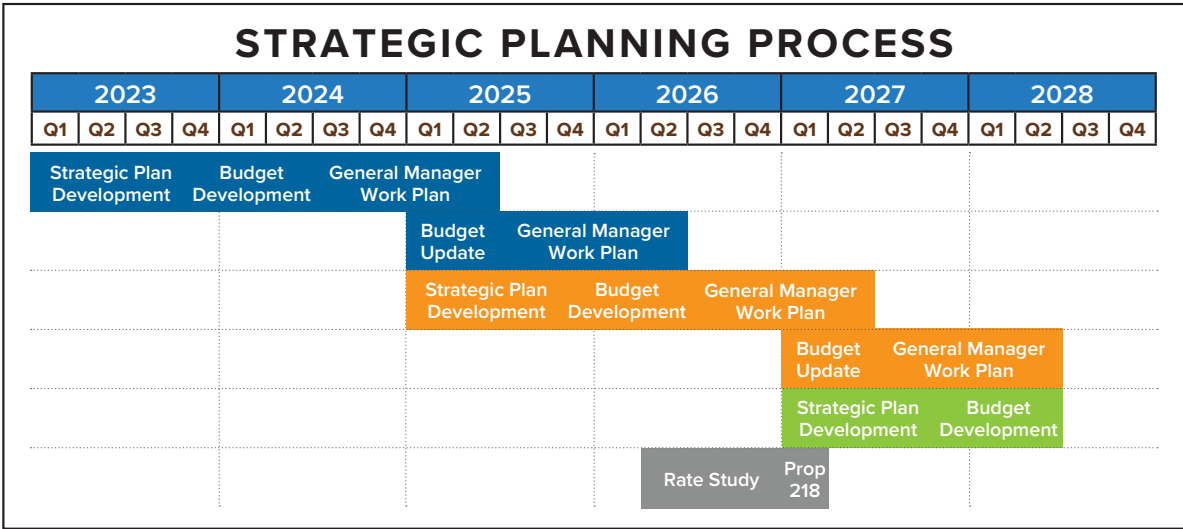 STRATEGIC PLANNING PROCESS
2023 2024 2025 2026 2027 2028
Q1 Q2 Q3 Q4 Q1 Q2 Q3 Q4 Q1 Q2 Q3 Q4 Q1 Q2 Q3 Q4 Q1 Q2 Q3 Q4 Q1 Q2 Q3 Q4
Strategic Plan Budget General Manager
Development Development Work Plan
Budget General Manager
Update Work Plan
Strategic Plan Budget General Manager
Development Development Work Plan
Budget General Manager
Update Work Plan
Strategic Plan Budget
Development Development
Rate Study Prop
218